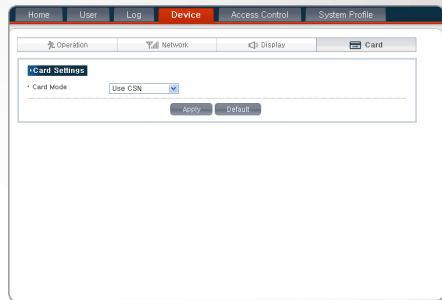 Home User Log Device Access Control System Profile
Operation Network Display Card
Card Settings
Card Mode Use CSN
Apply Default